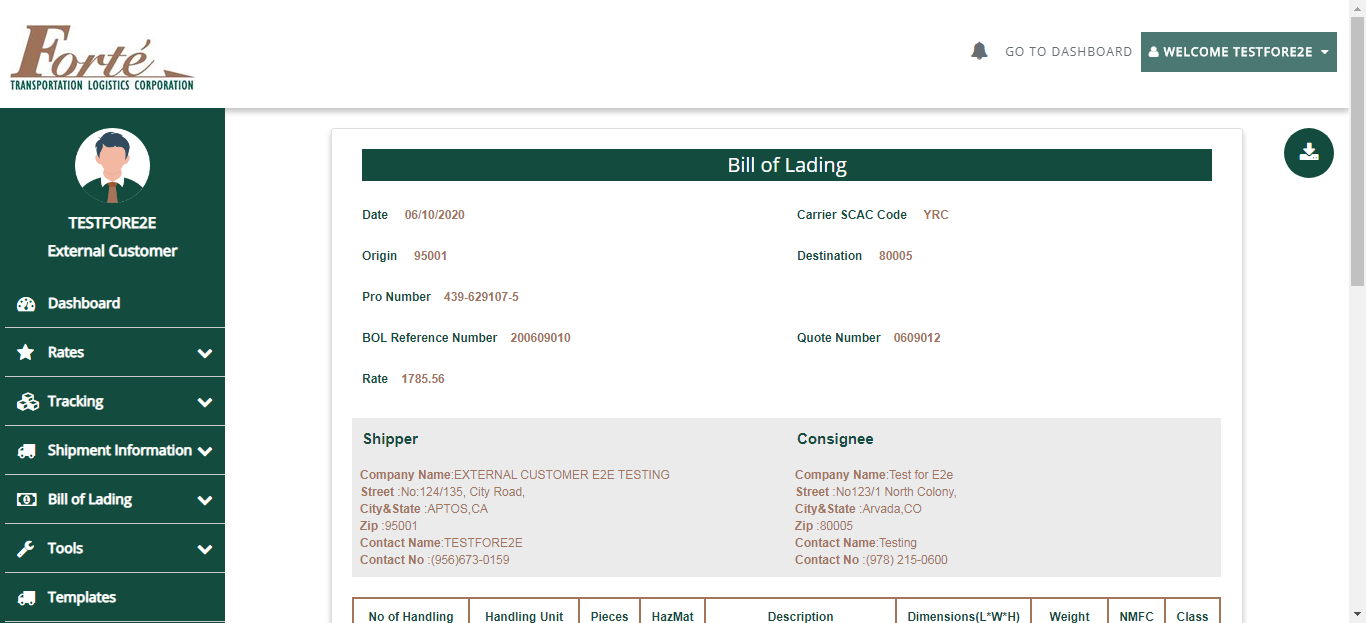 Forté
TRANSPORTATION LOGISTICS CORPORATION
GO TO DASHBOARD
WELCOME TESTFORE2E
TESTFORE2E
External Customer
Dashboard
Rates
Tracking
Shipment Information
Bill of Lading
Tools
Templates
Bill of Lading
Date 06/10/2020
Carrier SCAC Code YRC
Origin 95001
Destination 80005
Pro Number 439-629107-5
BOL Reference Number 200609010
Quote Number 0609012
Rate 1785.56
Shipper
Company Name:EXTERNAL CUSTOMER E2E TESTING
Street :No:124/135, City Road,
City&State :APTOS,CA
Zip :95001
Contact Name:TESTFORE2E
Contact No :(956)673-0159
Consignee
Company Name:Test for E2e
Street :No123/1 North Colony,
City&State :Arvada,CO
Zip :80005
Contact Name:Testing
Contact No :(978) 215-0600
No of Handling Handling Unit Pieces HazMat Description Dimensions(L*W*H) Weight NMFC Class